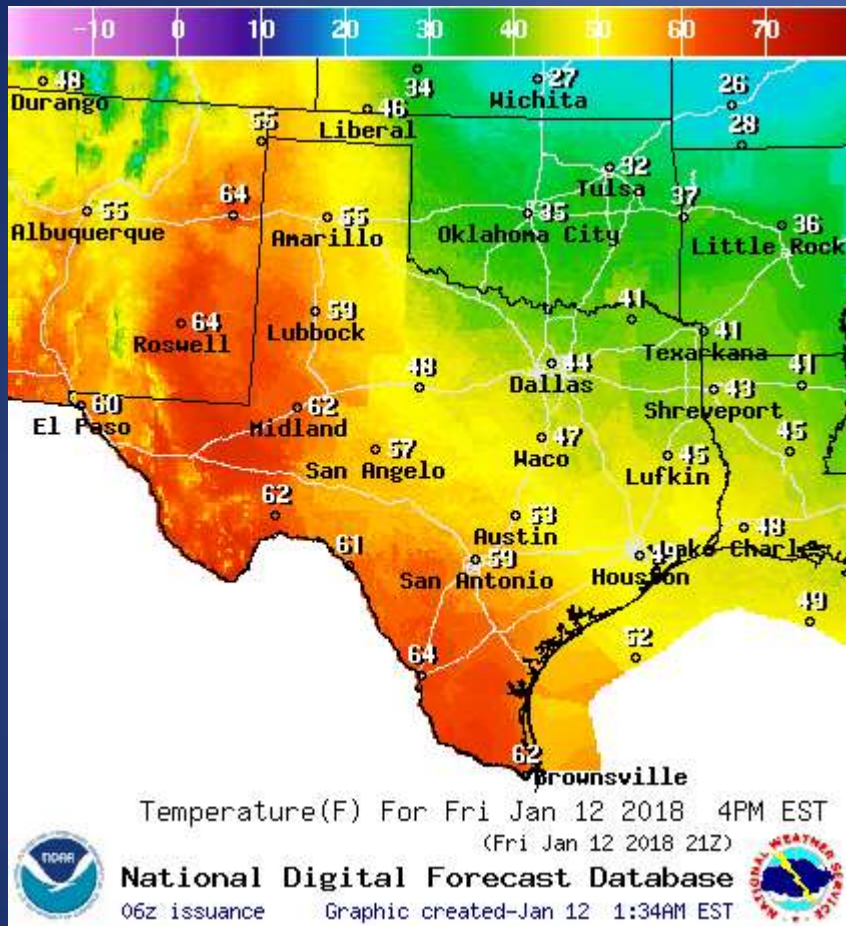 -10 0 10 20 30 40 50 60 70
48
Durango
34
27
Wichita
26
46
Liberal
55
28
32
Tulsa
64
55
Albuquerque
55
Amarillo
35
Oklahoma City
37
36
Little Rock
64
Roswell
59
Lubbock
41
41
Texarkana
44
Dallas
48
41
43
Shreveport
60
El Paso
62
Midland
57
San Angelo
47
Waco
45
Lufkin
45
62
53
Austin
48
Lake Charles
61
59
San Antonio
49
Houston
49
52
64
62
Brownsville
Temperature(F) For Fri Jan 12 2018 4PM EST
(Fri Jan 12 2018 21Z)
NOAA
National Digital Forecast Database
06z issuance Graphic created-Jan 12 1:34AM EST
NATIONAL WEATHER SERVICE